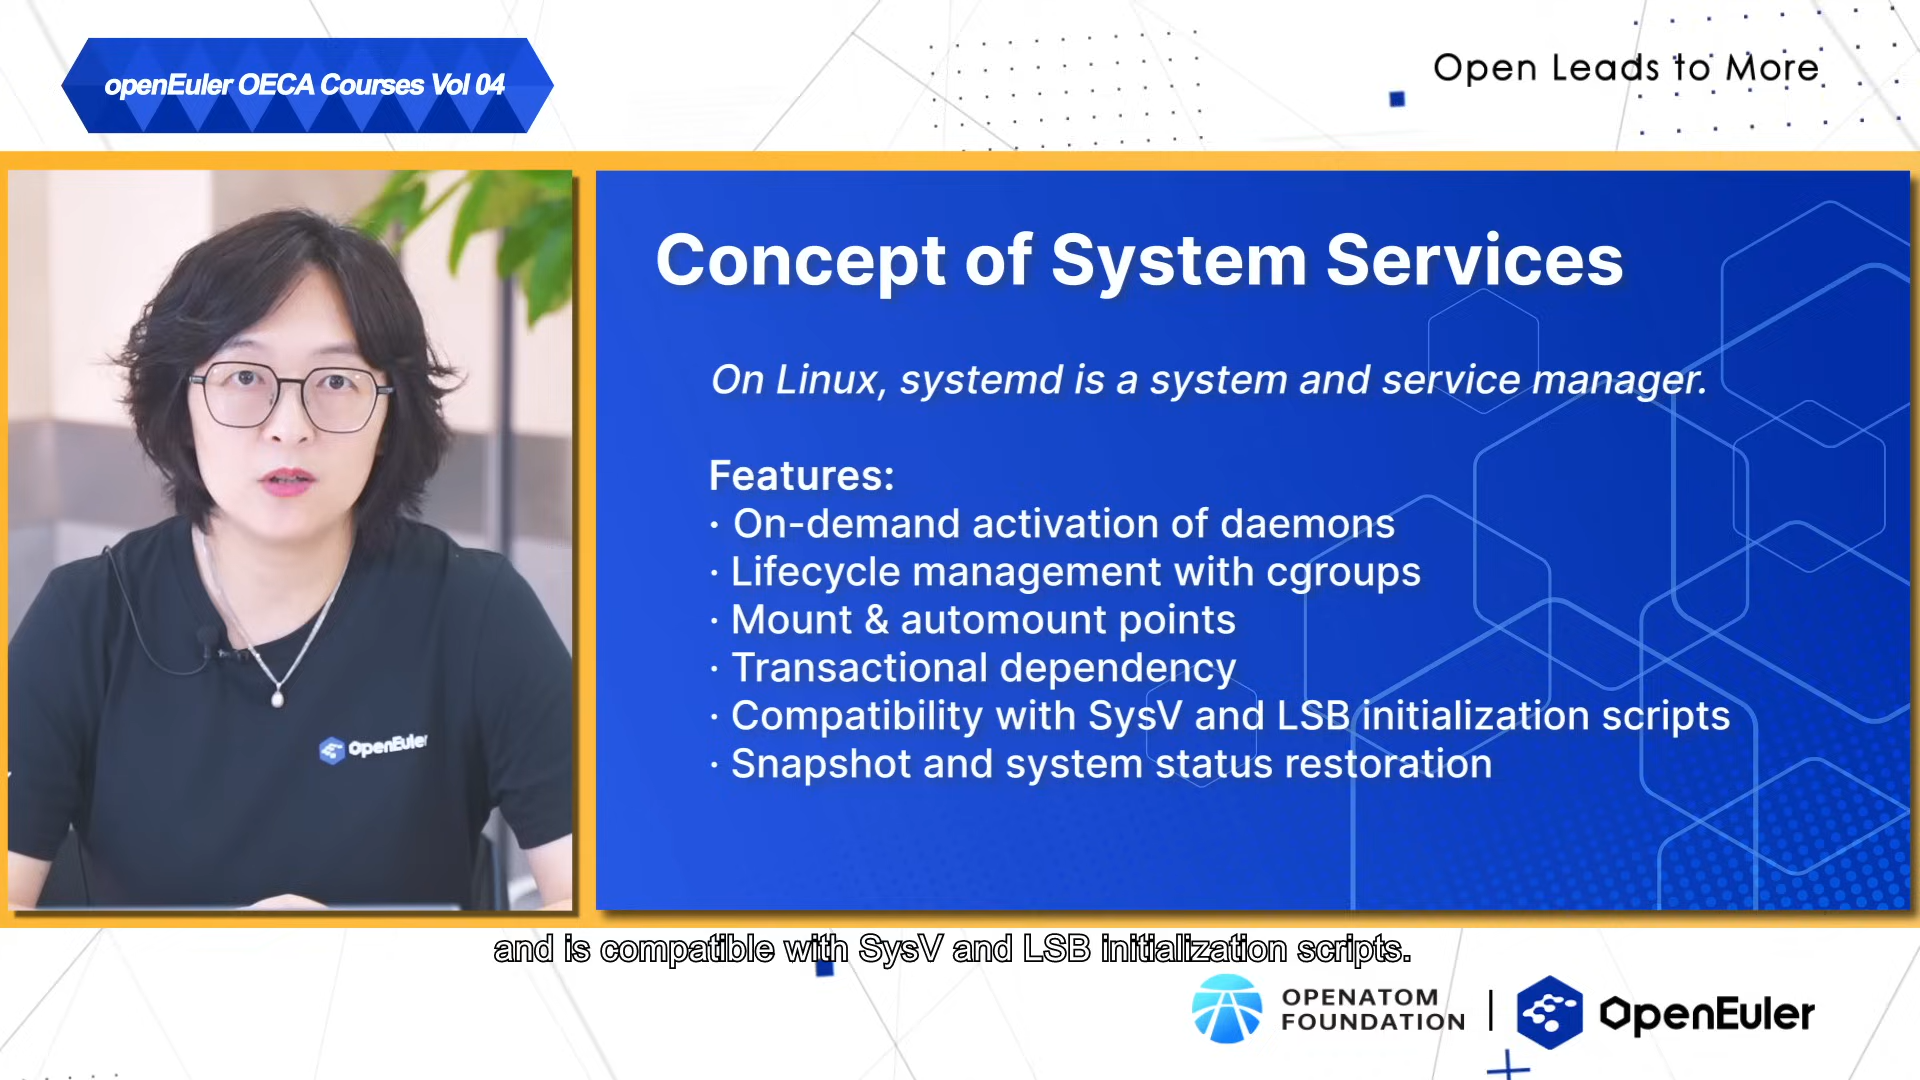 openEuler OECA Courses Vol 04
Open Leads to More
Concept of System Services
On Linux, systemd is a system and service manager.
Features:
· On-demand activation of daemons
· Lifecycle management with cgroups
· Mount & automount points
· Transactional dependency
· Compatibility with SysV and LSB initialization scripts
· Snapshot and system status restoration
OpenEuler
and is compatible with SysV and LSB initialization scripts.
OPENATOM
FOUNDATION
OpenEuler